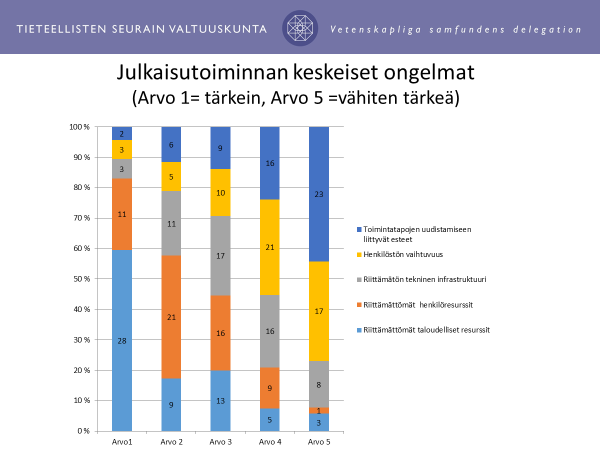 TIETEELLISTEN SEURAIN VALTUUSKUNTA
Vetenskapliga samfundens delegation
Julkaisutoiminnan keskeiset ongelmat
(Arvo 1= tärkein, Arvo 5 =vähiten tärkeä)
100 %
90 %
80 %
70 %
60 %
50 %
40 %
30 %
20 %
10 %
0 %
2
3
3
11
28
6
5
11
21
9
9
10
17
16
13
16
21
16
9
5
23
17
8
1
3
Arvo1
Arvo 2
Arvo 3
Arvo 4
Arvo 5
Toimintatapojen uudistamiseen
liittyvät esteet
Henkilöstön vaihtuvuus
Riittämätön tekninen infrastruktuuri
Riittämättömät henkilöresurssit
Riittämättömät taloudelliset resurssit